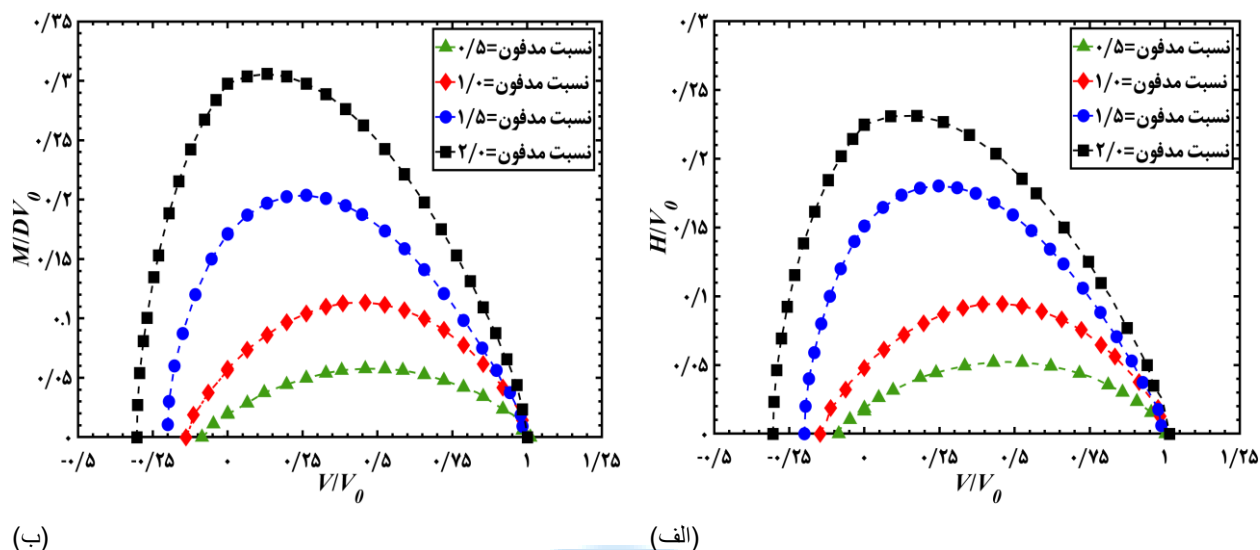 ۰/۳۵
۰/۳
۰/۲۵
۰/۲
۰/۱۵
۰/۱
۰/۰۵
۰
M/DV₀
نسبت مدفون=۰/۵
نسبت مدفون=۱/۰
نسبت مدفون=۱/۵
نسبت مدفون=۲/۰
-۰/۵ -۰/۲۵ ۰ ۰/۲۵ ۰/۵ ۰/۷۵ ۱ ۱/۲۵
V/V₀
(ب)
۰/۳
۰/۲۵
۰/۲
۰/۱۵
۰/۱
۰/۰۵
۰
H/V₀
نسبت مدفون=۰/۵
نسبت مدفون=۱/۰
نسبت مدفون=۱/۵
نسبت مدفون=۲/۰
-۰/۵ -۰/۲۵ ۰ ۰/۲۵ ۰/۵ ۰/۷۵ ۱ ۱/۲۵
V/V₀
(الف)